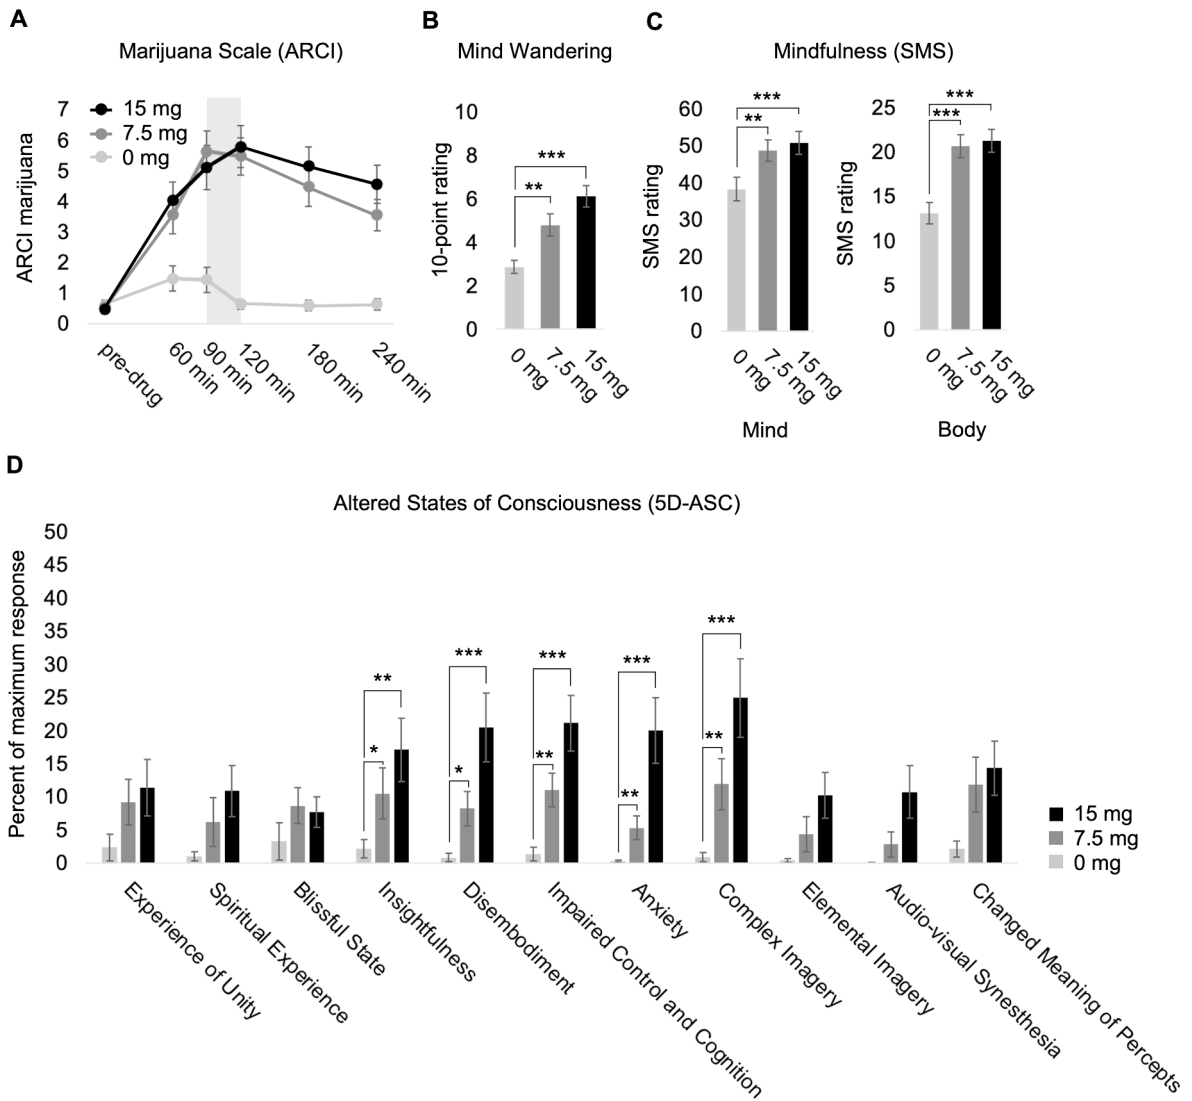 A
Marijuana Scale (ARCI)
ARCI marijuana
7
6
5
4
3
2
1
0
15 mg
7.5 mg
0 mg
pre-drug
60 min
90 min
120 min
180 min
240 min
B
Mind Wandering
10-point rating
10
8
6
4
2
0
***
**
0 mg
7.5 mg
15 mg
C
Mindfulness (SMS)
SMS rating
60
50
40
30
20
10
0
***
**
0 mg
7.5 mg
15 mg
Mind
SMS rating
25
20
15
10
5
0
***
***
0 mg
7.5 mg
15 mg
Body
D
Altered States of Consciousness (5D-ASC)
Percent of maximum response
50
45
40
35
30
25
20
15
10
5
0
**
*
***
*
***
**
***
**
***
**
15 mg
7.5 mg
0 mg
Experience of Unity
Spiritual Experience
Blissful State
Insightfulness
Disembodiment
Impaired Control and Cognition
Anxiety
Complex Imagery
Elemental Imagery
Audio-visual Synesthesia
Changed Meaning of Percepts